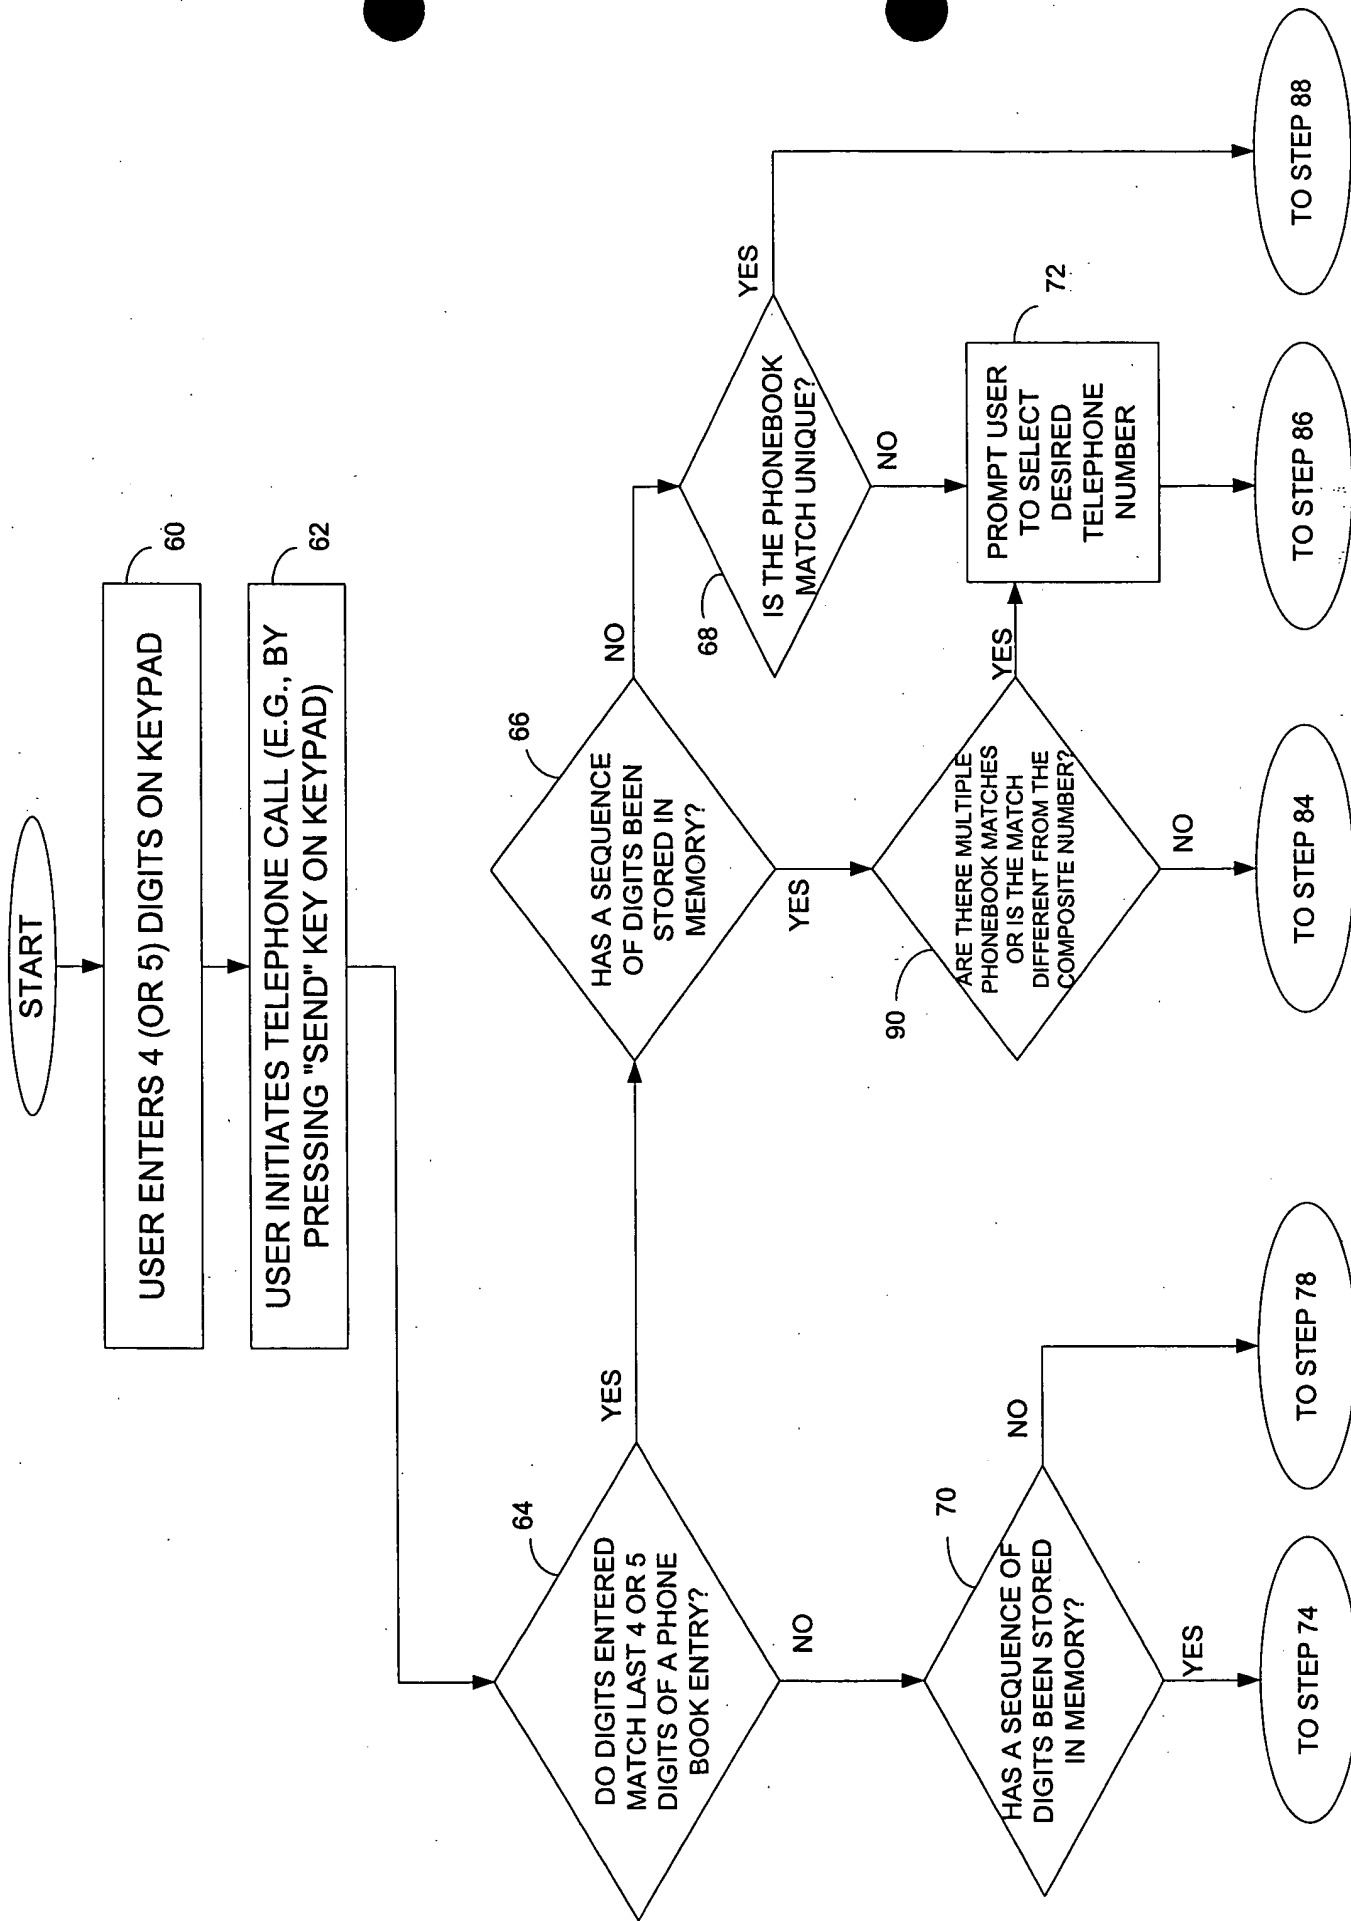 START
USER ENTERS 4 (OR 5) DIGITS ON KEYPAD
60
USER INITIATES TELEPHONE CALL (E.G., BY
PRESSING "SEND" KEY ON KEYPAD)
62
DO DIGITS ENTERED
MATCH LAST 4 OR 5
DIGITS OF A PHONE
BOOK ENTRY?
64
YES
NO
HAS A SEQUENCE
OF DIGITS BEEN
STORED IN
MEMORY?
66
NO
YES
IS THE PHONEBOOK
MATCH UNIQUE?
68
YES
NO
HAS A SEQUENCE OF
DIGITS BEEN STORED
IN MEMORY?
70
NO
YES
ARE THERE MULTIPLE
PHONEBOOK MATCHES
OR IS THE MATCH
DIFFERENT FROM THE
COMPOSITE NUMBER?
90
YES
NO
PROMPT USER
TO SELECT
DESIRED
TELEPHONE
NUMBER
72
TO STEP 74
TO STEP 78
TO STEP 84
TO STEP 86
TO STEP 88